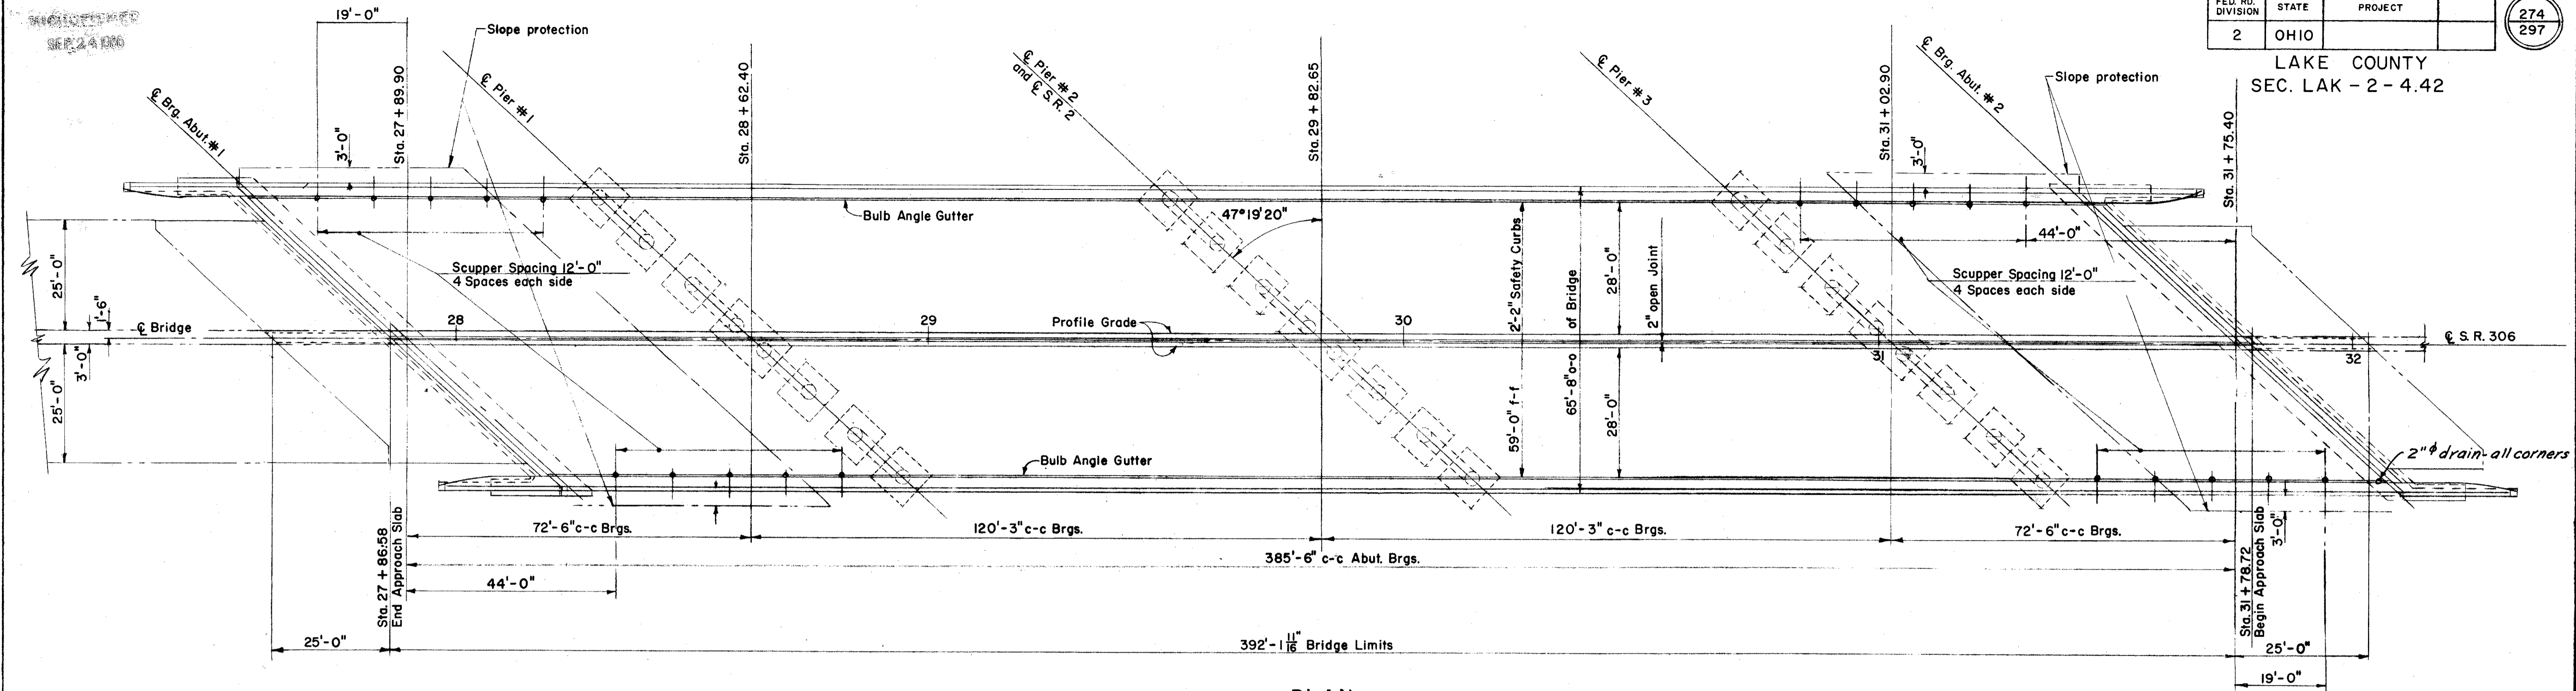 MICROFILMED
SEP 24 1986
FED. RD. DIVISION
STATE
PROJECT
2
OHIO
274
297
LAKE COUNTY
SEC. LAK - 2 - 4.42
19'-0"
Slope protection
℄ Brg. Abut. #1
3'-0"
Sta. 27 + 89.90
℄ Pier #1
Sta. 28 + 62.40
℄ Pier #2
and ℄ S.R. 2
Sta. 29 + 82.65
℄ Pier #3
Sta. 31 + 02.90
℄ Brg. Abut. #2
3'-0"
Slope protection
Sta. 31 + 75.40
Bulb Angle Gutter
47°19'20"
44'-0"
25'-0"
1'-6"
3'-0"
25'-0"
Scupper Spacing 12'-0"
4 Spaces each side
2'-2" Safety Curbs
59'-0" f-f
65'-8" o-o of Bridge
28'-0"
28'-0"
2" open Joint
Scupper Spacing 12'-0"
4 Spaces each side
℄ Bridge
28
29
Profile Grade
30
31
32
℄ S.R. 306
Bulb Angle Gutter
2"ϕ drain-all corners
3'-0"
72'-6" c-c Brgs.
120'-3" c-c Brgs.
120'-3" c-c Brgs.
72'-6" c-c Brgs.
385'-6" c-c Abut. Brgs.
44'-0"
Sta. 27 + 86.58
End Approach Slab
Sta. 31 + 78.72
Begin Approach Slab
25'-0"
392'-1 11/16" Bridge Limits
25'-0"
19'-0"
PLAN